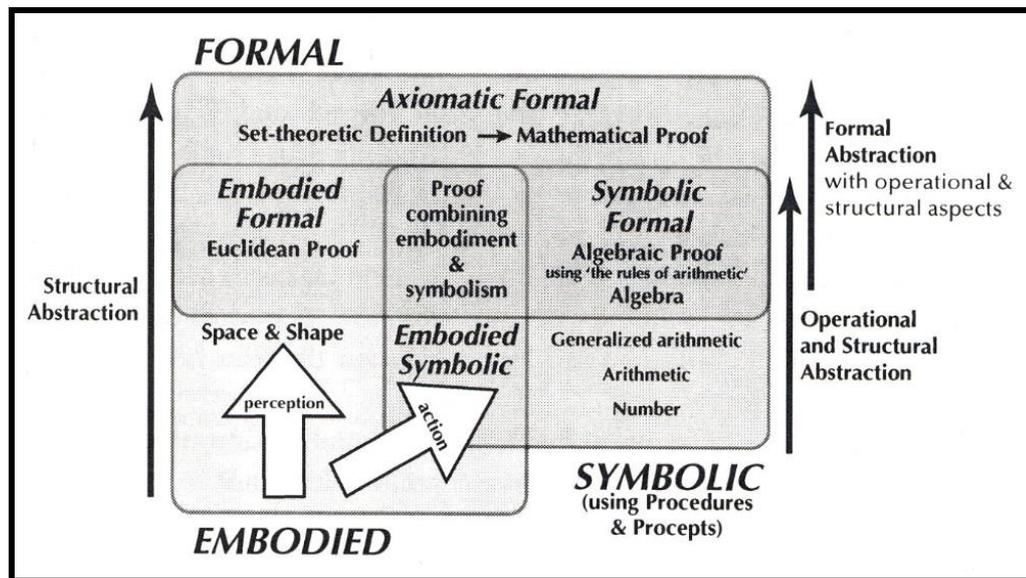 FORMAL
Axiomatic Formal
Set-theoretic Definition → Mathematical Proof
Embodied
Formal
Euclidean Proof
Proof
combining
embodiment
&
symbolism
Symbolic
Formal
Algebraic Proof
using ‘the rules of arithmetic’
Algebra
Formal
Abstraction
with operational &
structural aspects
Structural
Abstraction
Space & Shape
perception
Embodied
Symbolic
action
Generalized arithmetic
Arithmetic
Number
Operational
and Structural
Abstraction
EMBODIED
SYMBOLIC
(using Procedures
& Procepts)